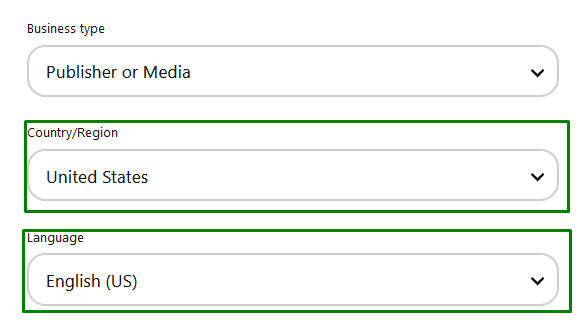 Business type
Publisher or Media
Country/Region
United States
Language
English (US)